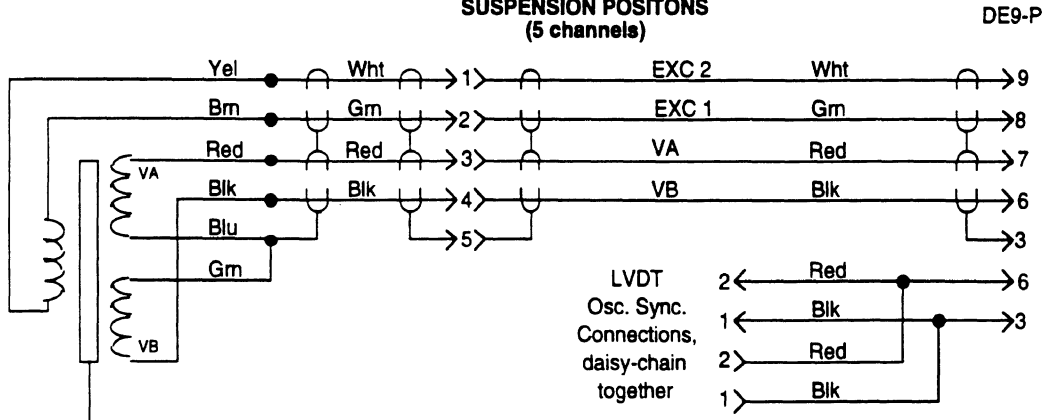 SUSPENSION POSITONS
(5 channels)
DE9-P
Yel Wht 1 EXC 2 Wht 9
Brn Grn 2 EXC 1 Grn 8
Red Red 3 VA Red 7
VA
Blk Blk 4 VB Blk 6
Blu 5 3
Grn
VB
LVDT 2 Red 6
Osc. Sync. 1 Blk 3
Connections,
daisy-chain 2 Red
together 1 Blk